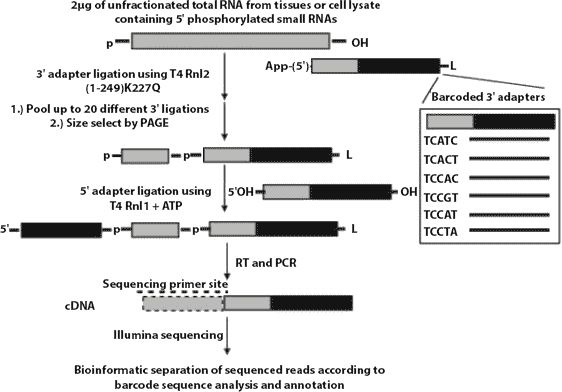 2μg of unfractionated total RNA from tissues or cell lysate
containing 5' phosphorylated small RNAs
p
OH
3' adapter ligation using T4 Rnl2
(1-249)K227Q
App-(5')
L
1.) Pool up to 20 different 3' ligations
2.) Size select by PAGE
Barcoded 3' adapters
TCATC
TCACT
TCCAC
TCCGT
TCCAT
TCCTA
p
p
L
5' adapter ligation using
T4 Rnl1 + ATP
5'OH
OH
5'
p
p
L
RT and PCR
Sequencing primer site
cDNA
Illumina sequencing
Bioinformatic separation of sequenced reads according to
barcode sequence analysis and annotation